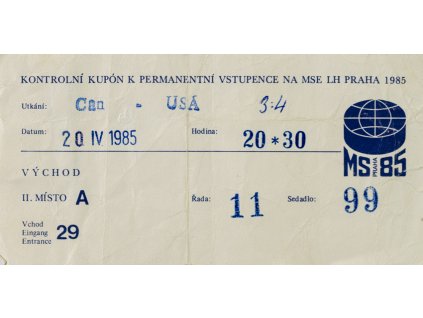 KONTROLNÍ KUPÓN K PERMANENTNÍ VSTUPENCE NA MSE LH PRAHA 1985
Utkání: Can - USA 3:4
Datum: 20 IV 1985 Hodina: 20*30
MS 85
PRAHA
VÝCHOD
II. MÍSTO A
Řada: 11 Sedadlo: 99
Vchod
Eingang 29
Entrance